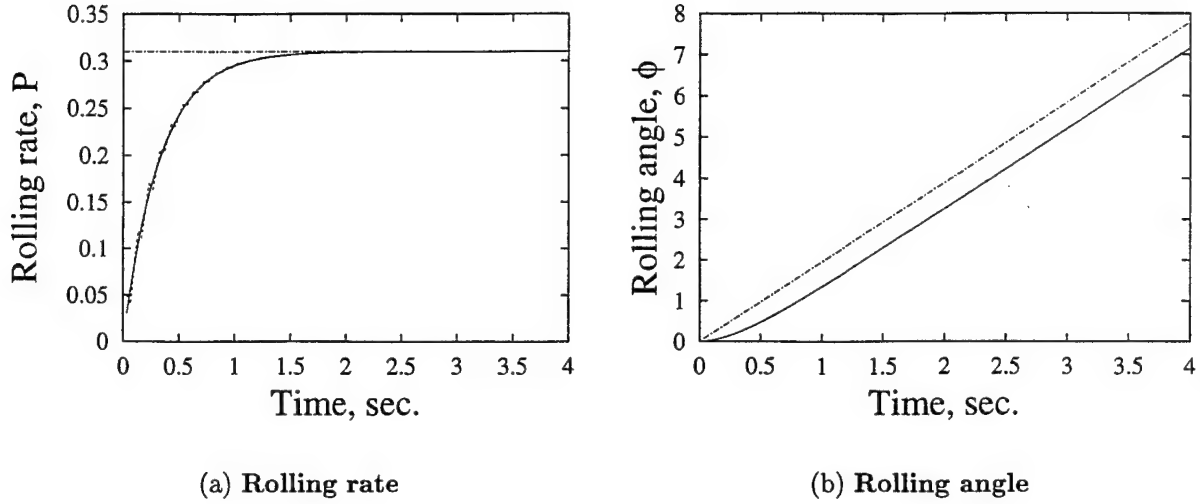 Rolling rate, P
0.35
0.3
0.25
0.2
0.15
0.1
0.05
0
0 0.5 1 1.5 2 2.5 3 3.5 4
Time, sec.
(a) Rolling rate
Rolling angle, ϕ
8
7
6
5
4
3
2
1
0
0 0.5 1 1.5 2 2.5 3 3.5 4
Time, sec.
(b) Rolling angle